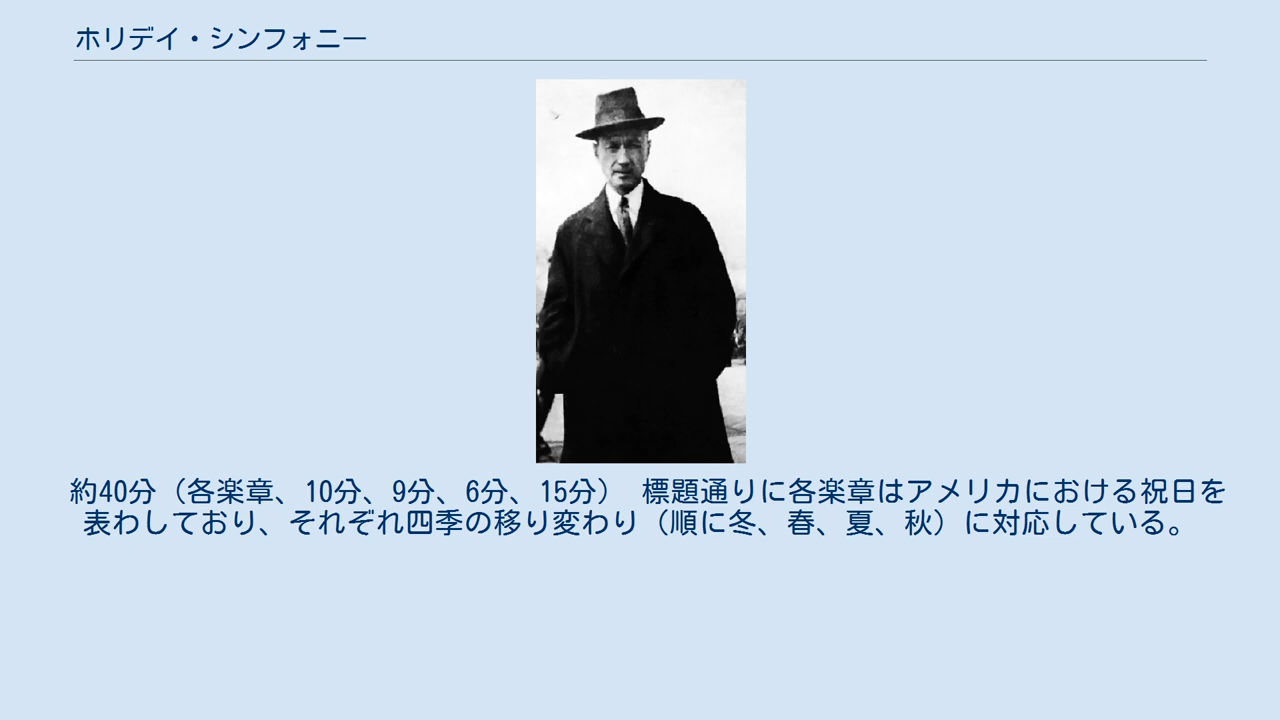 ホリデイ・シンフォニー
約40分（各楽章、10分、9分、6分、15分）　標題通りに各楽章はアメリカにおける祝日を
表わしており、それぞれ四季の移り変わり（順に冬、春、夏、秋）に対応している。